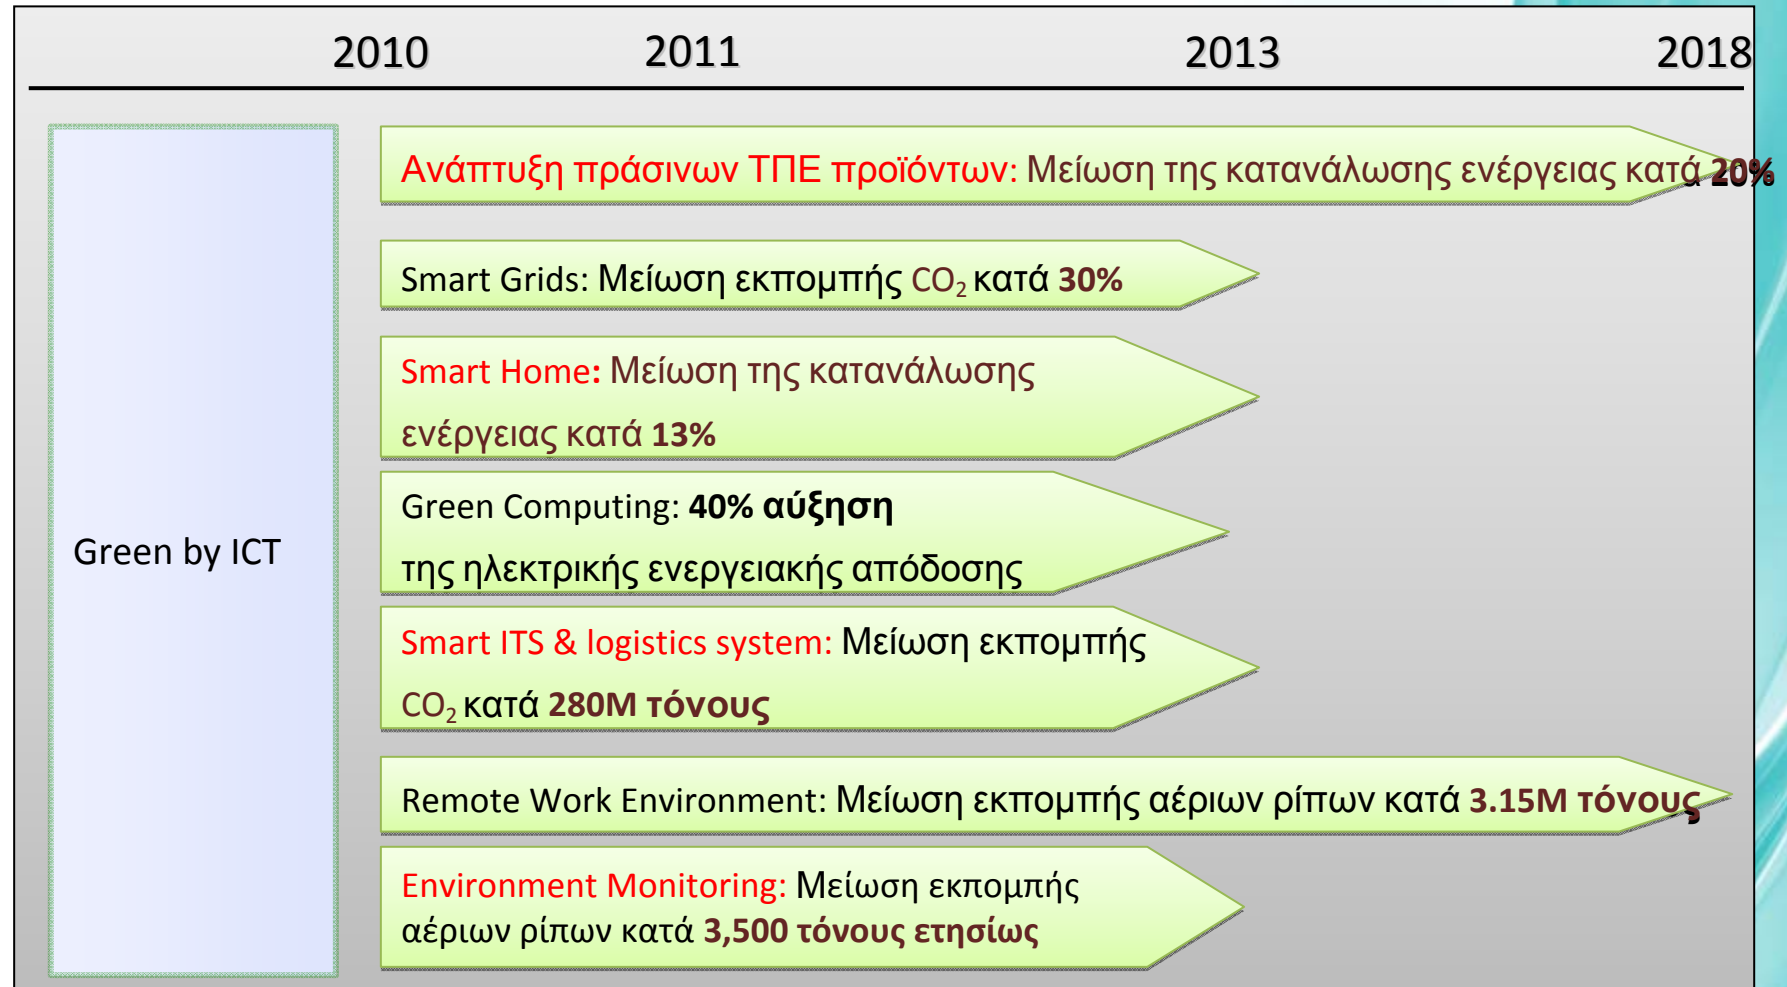 2010 2011 2013 2018
Green by ICT
Ανάπτυξη πράσινων ΤΠΕ προϊόντων: Μείωση της κατανάλωσης ενέργειας κατά 20%
Smart Grids: Μείωση εκπομπής CO₂ κατά 30%
Smart Home: Μείωση της κατανάλωσης
ενέργειας κατά 13%
Green Computing: 40% αύξηση
της ηλεκτρικής ενεργειακής απόδοσης
Smart ITS & logistics system: Μείωση εκπομπής
CO₂ κατά 280M τόνους
Remote Work Environment: Μείωση εκπομπής αέριων ρίπων κατά 3.15M τόνους
Environment Monitoring: Μείωση εκπομπής
αέριων ρίπων κατά 3,500 τόνους ετησίως